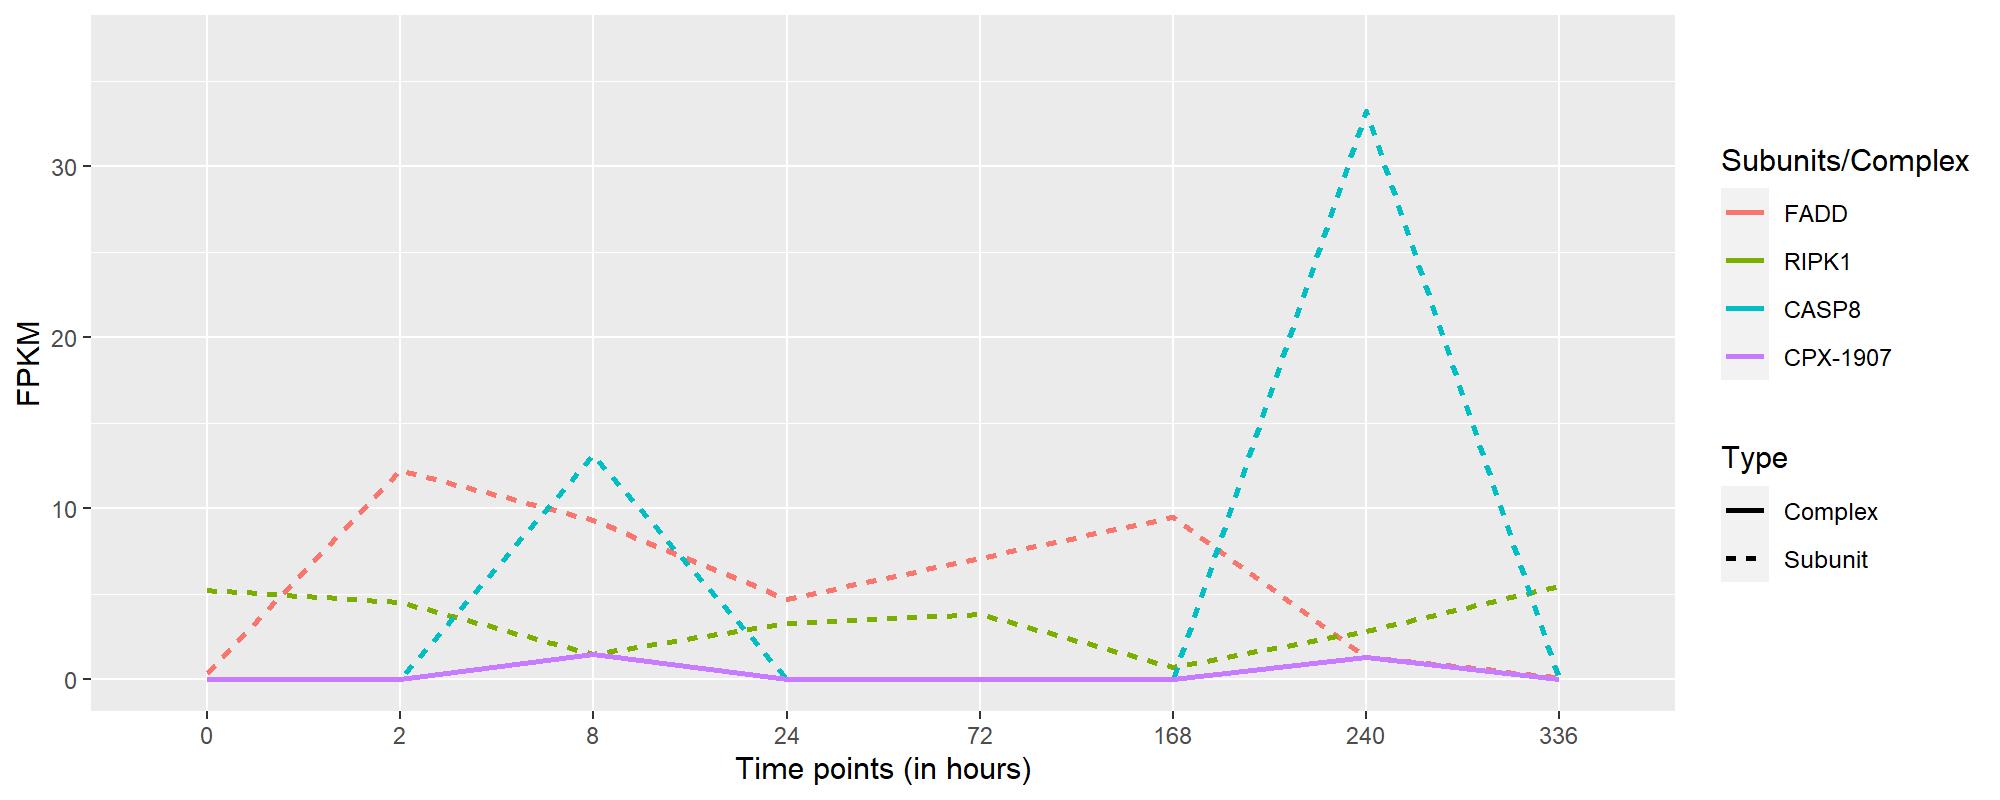 FPKM
30
20
10
0
0 2 8 24 72 168 240 336
Time points (in hours)
Subunits/Complex
FADD
RIPK1
CASP8
CPX-1907
Type
Complex
Subunit